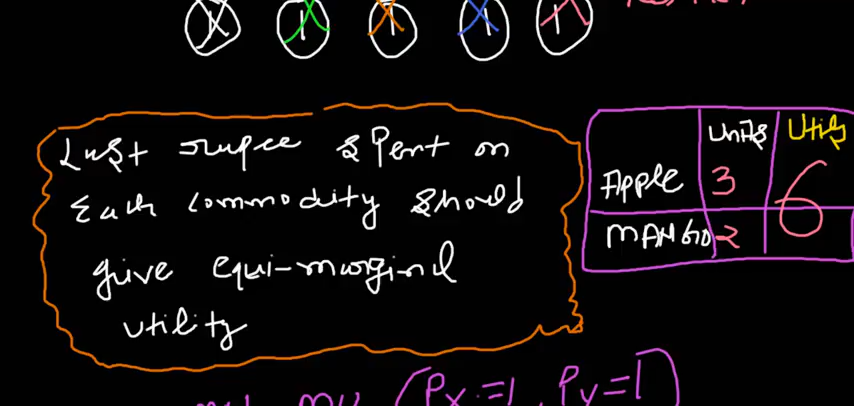 Last rupee spent on
Each commodity should
give equi-marginal
utility
Units Utils
Apple 3 6
MANGO 2
(Px = 1, Py = 1)